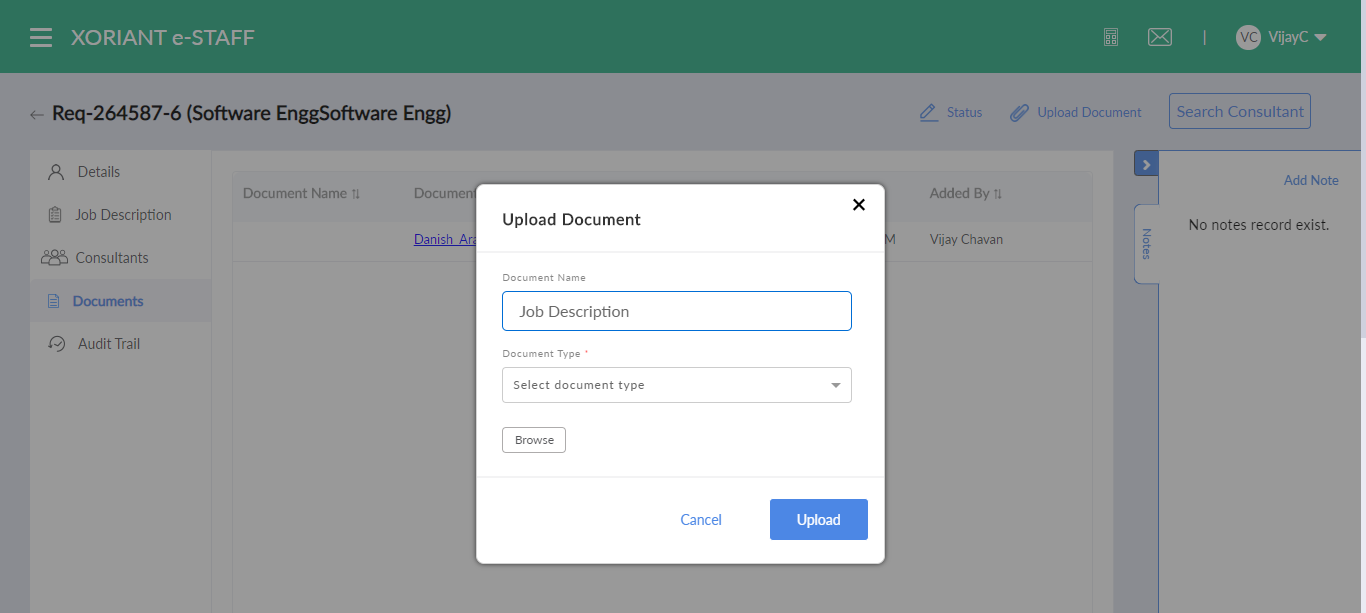 XORIANT e-STAFF
|
VC VijayC
Req-264587-6 (Software EnggSoftware Engg)
Status
Upload Document
Search Consultant
Details
Job Description
Consultants
Documents
Audit Trail
Document Name
Document
Added By
Danish
M
Vijay Chavan
Upload Document
Document Name
Job Description
Document Type *
Select document type
Browse
Cancel
Upload
Add Note
Notes
No notes record exist.